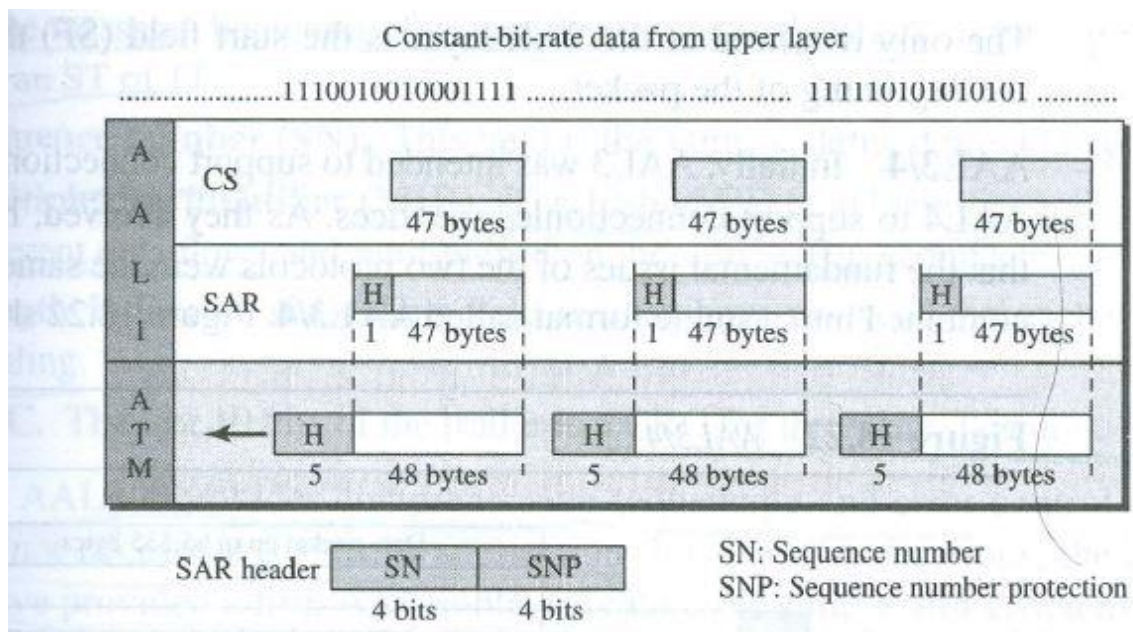 Constant-bit-rate data from upper layer
......................1110010010001111 ........................................ 111110101010101 ............
A
A
L
1
CS
47 bytes 47 bytes 47 bytes
SAR
H H H
1 47 bytes 1 47 bytes 1 47 bytes
A
T
M
H H H
5 48 bytes 5 48 bytes 5 48 bytes
SAR header SN SNP
4 bits 4 bits
SN: Sequence number
SNP: Sequence number protection